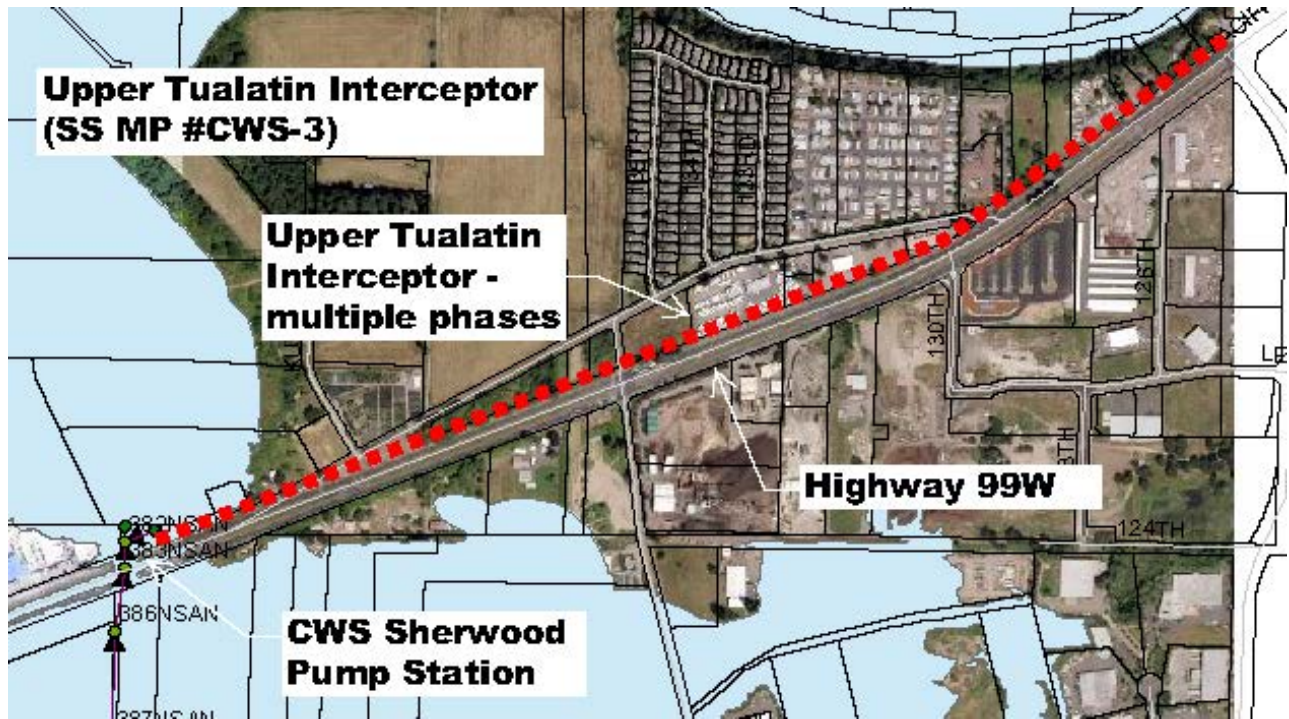 Upper Tualatin Interceptor
(SS MP #CWS-3)
Upper Tualatin
Interceptor -
multiple phases
130TH
126TH
Highway 99W
124TH
383NSAN
386NSAN
CWS Sherwood
Pump Station
387NSAN